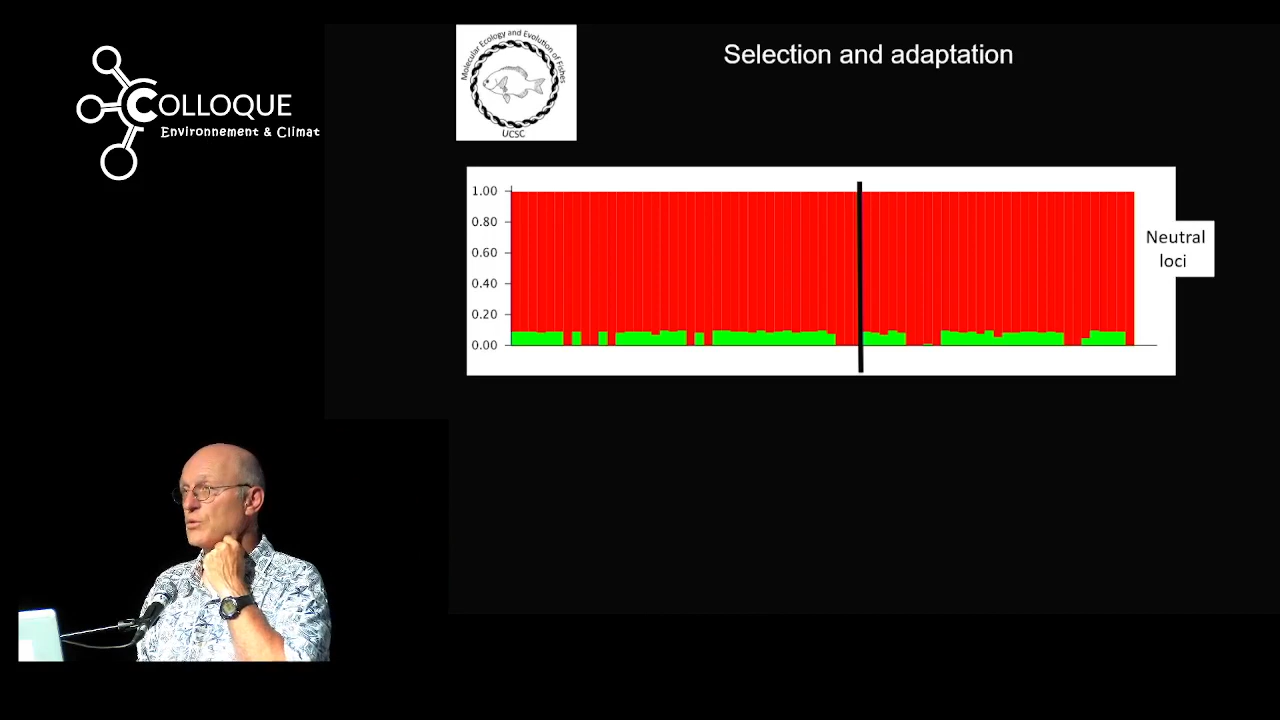 COLLOQUE
Environnement & Climat
Molecular Ecology and Evolution of Fishes
UCSC
Selection and adaptation
1.00
0.80
0.60
0.40
0.20
0.00
Neutral
loci